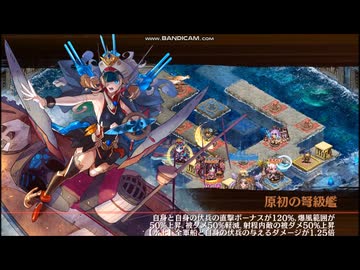 www.BANDICAM.com
原初の弩級艦
自身と自身の伏兵の直撃ボーナスが120%,爆風範囲が
50%上昇,被ダメ50%軽減,射程内敵の被ダメ50%上昇
全軍船と自身の伏兵の与えるダメージが1.25倍